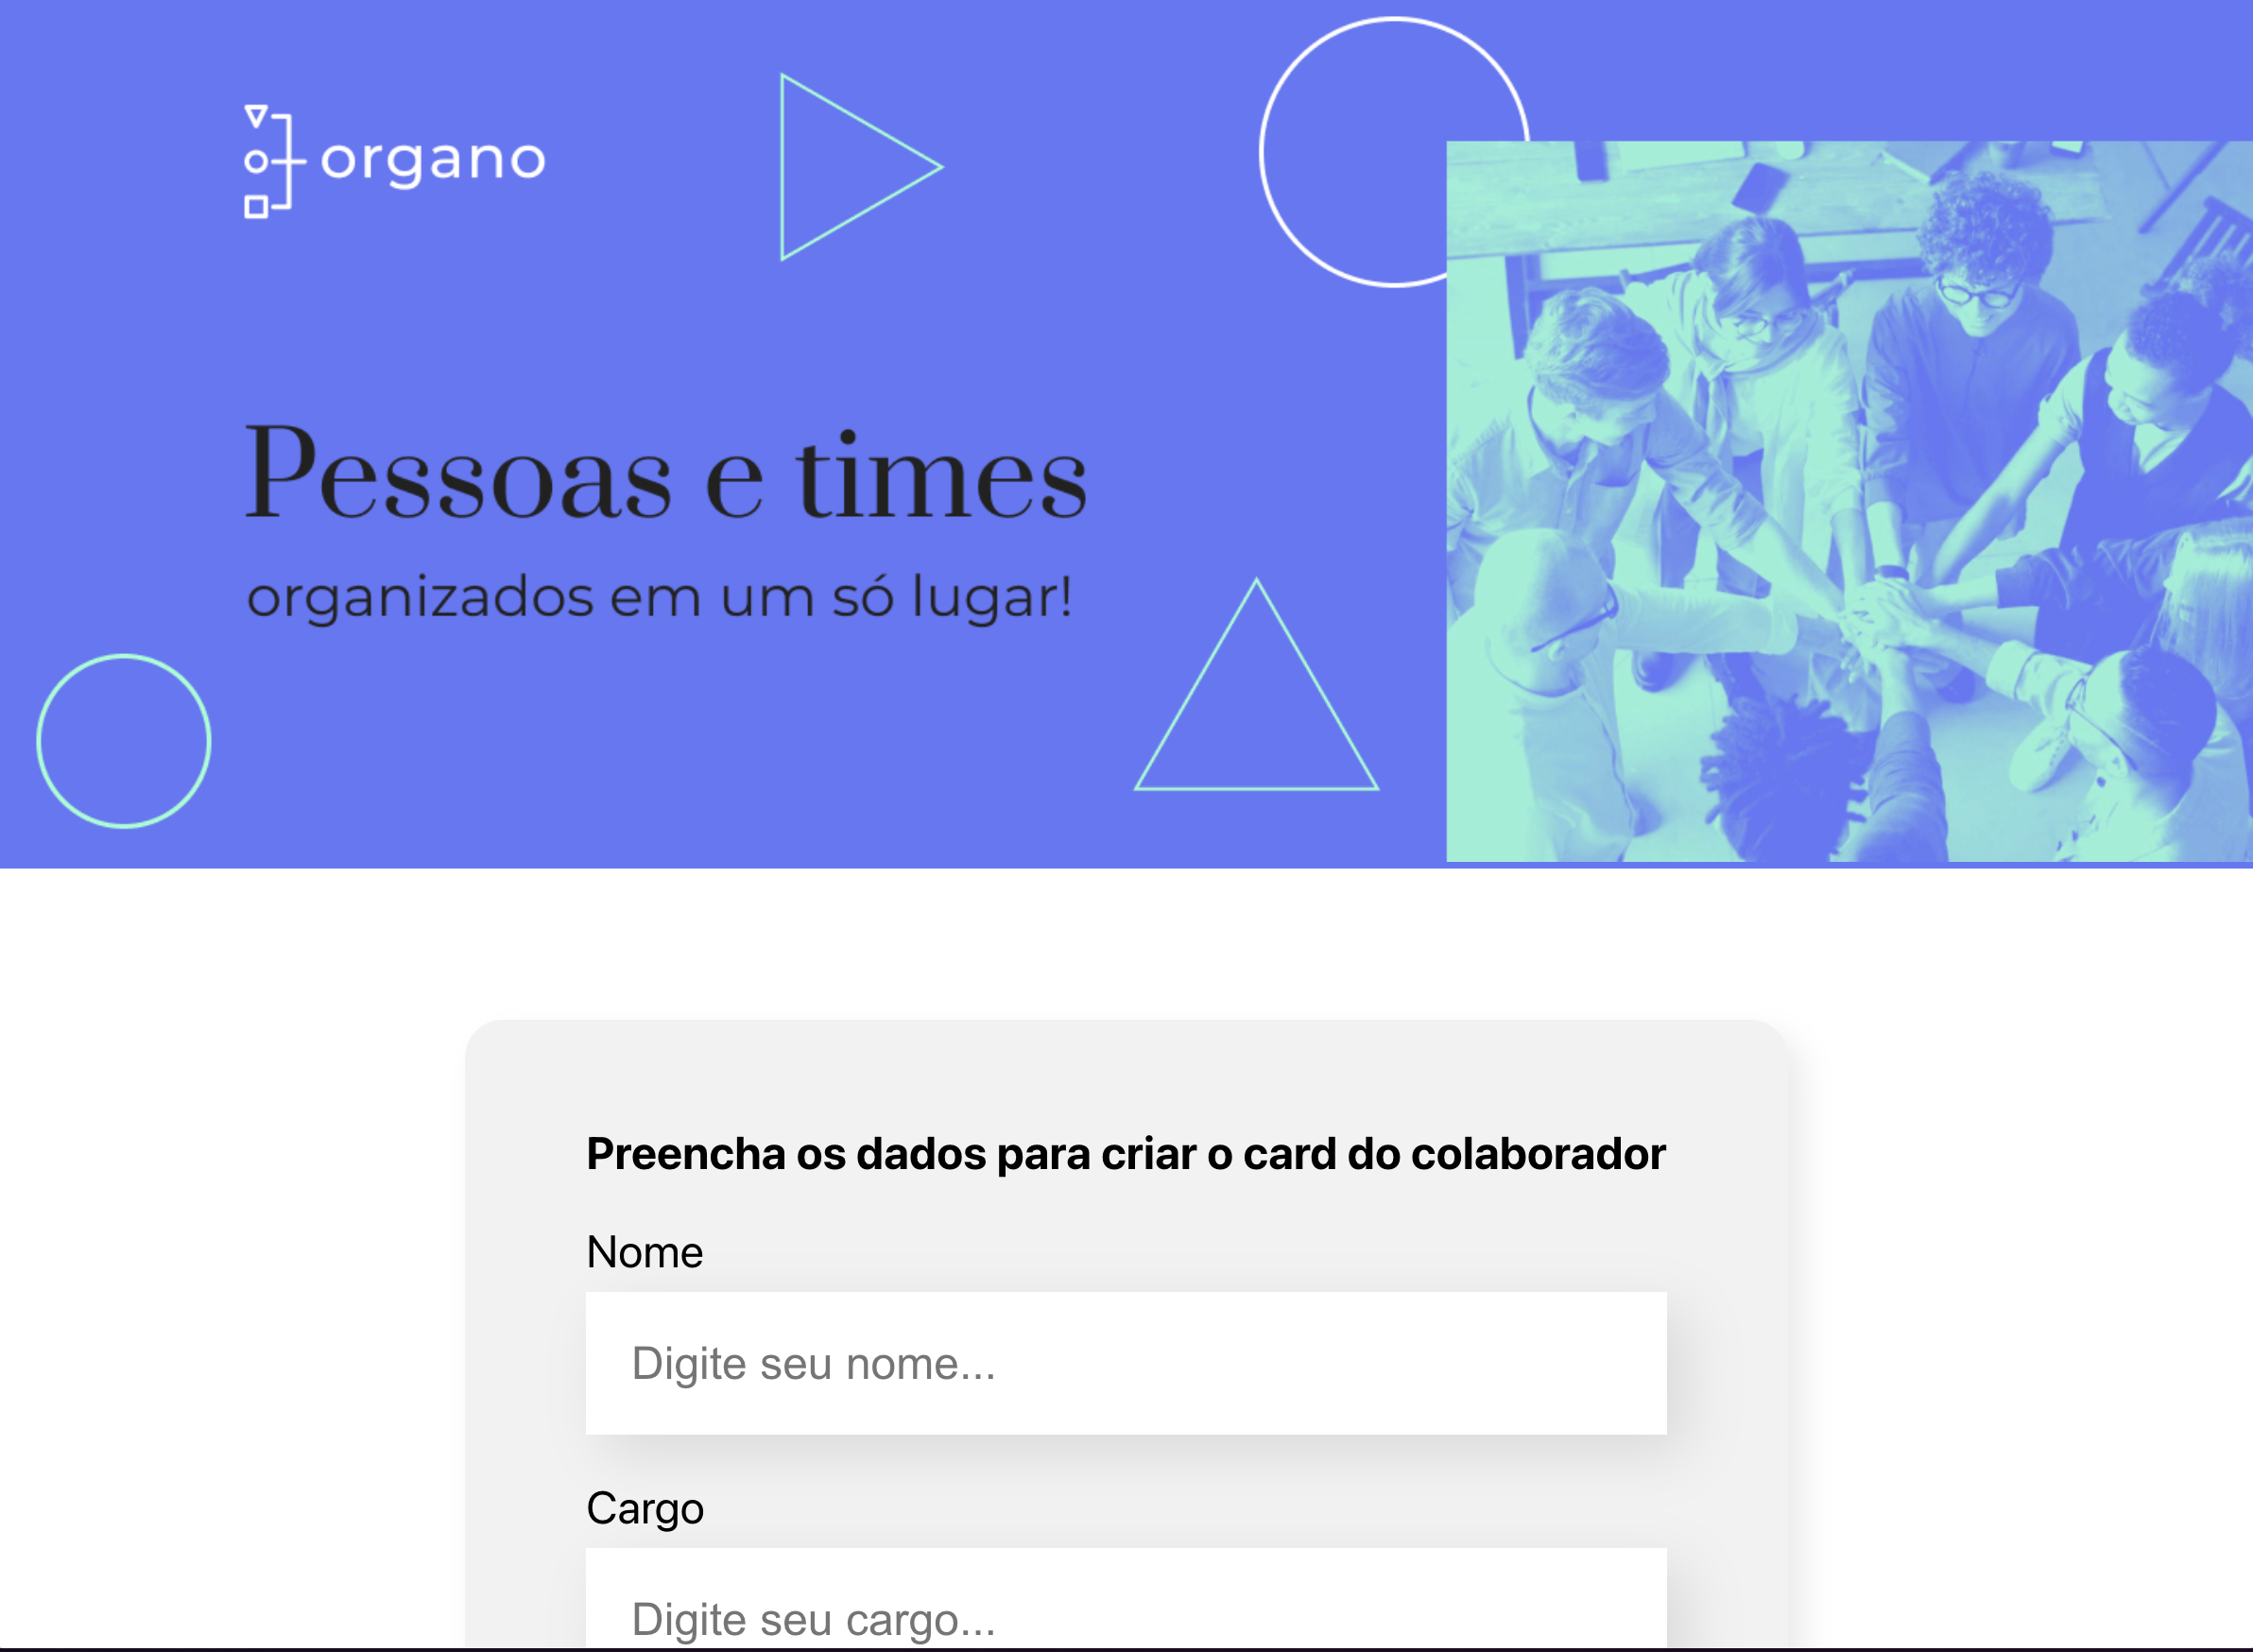 organo
Pessoas e times
organizados em um só lugar!
Preencha os dados para criar o card do colaborador
Nome
Digite seu nome...
Cargo
Digite seu cargo...